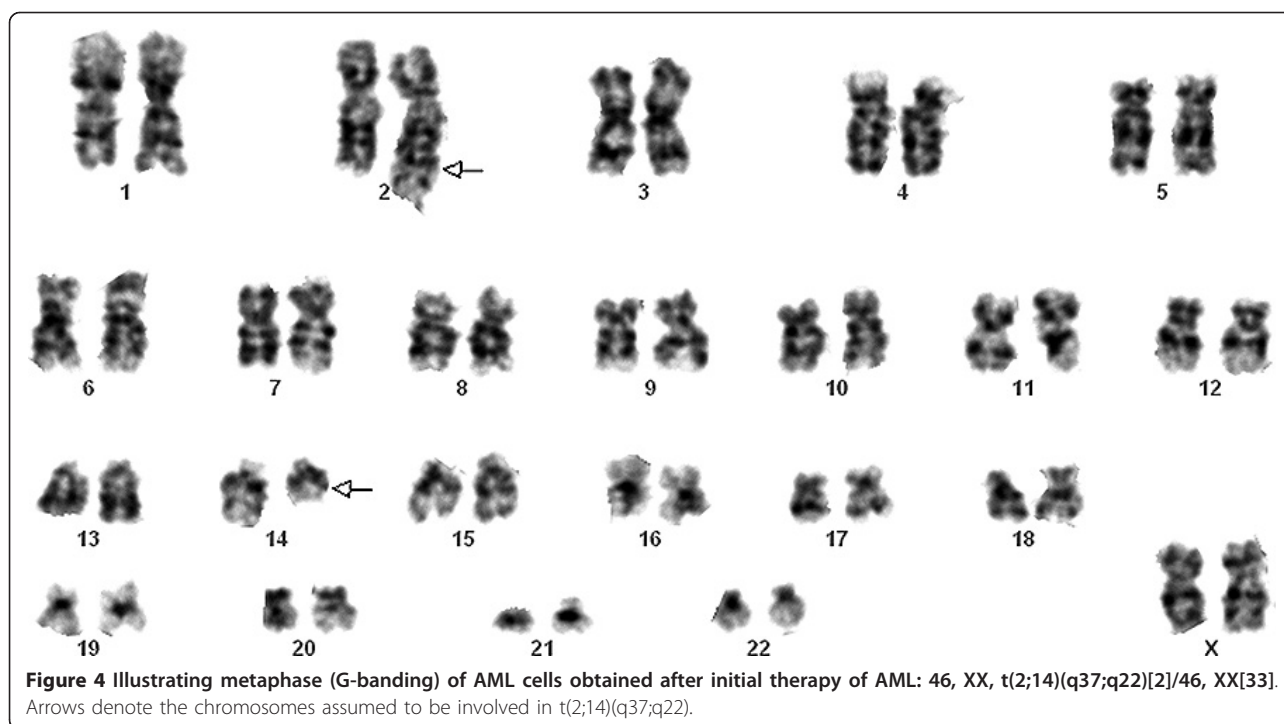 1 2 3 4 5
6 7 8 9 10 11 12
13 14 15 16 17 18
19 20 21 22 X
Figure 4 Illustrating metaphase (G-banding) of AML cells obtained after initial therapy of AML: 46, XX, t(2;14)(q37;q22)[2]/46, XX[33].
Arrows denote the chromosomes assumed to be involved in t(2;14)(q37;q22).